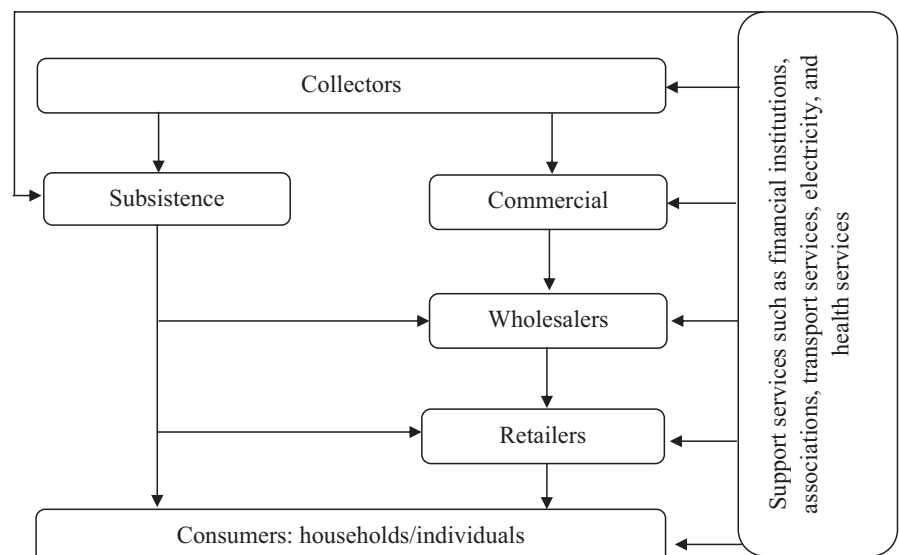 Collectors
Subsistence
Commercial
Wholesalers
Retailers
Consumers: households/individuals
Support services such as financial institutions,
associations, transport services, electricity, and
health services